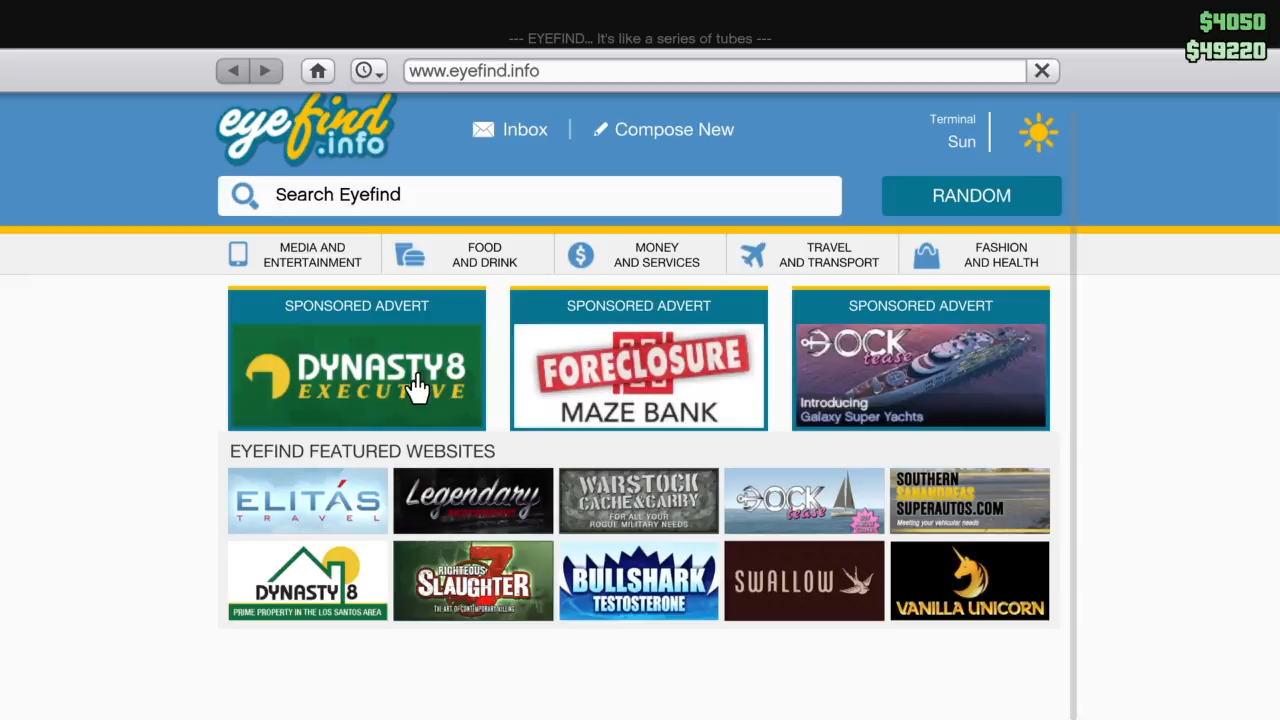 $4050
--- EYEFIND... It's like a series of tubes ---
$49220
www.eyefind.info
eyefind
.info
Inbox
Compose New
Terminal
Sun
Search Eyefind
RANDOM
MEDIA AND
ENTERTAINMENT
FOOD
AND DRINK
MONEY
AND SERVICES
TRAVEL
AND TRANSPORT
FASHION
AND HEALTH
SPONSORED ADVERT
DYNASTY8
EXECUTIVE
SPONSORED ADVERT
FORECLOSURE
MAZE BANK
SPONSORED ADVERT
DOCK
tease
Introducing
Galaxy Super Yachts
EYEFIND FEATURED WEBSITES
ELITÁS
TRAVEL
Legendary
WARSTOCK
CACHE&CARRY
FOR ALL YOUR
ROGUE MILITARY NEEDS
DOCK
tease
SOUTHERN
SANANDREAS
SUPERAUTOS.COM
Meeting your vehicular needs
DYNASTY 8
PRIME PROPERTY IN THE LOS SANTOS AREA
RIGHTEOUS
SLAUGHTER
7
THE ART OF CONTEMPORARY KILLING
BULLSHARK
TESTOSTERONE
SWALLOW
VANILLA UNICORN